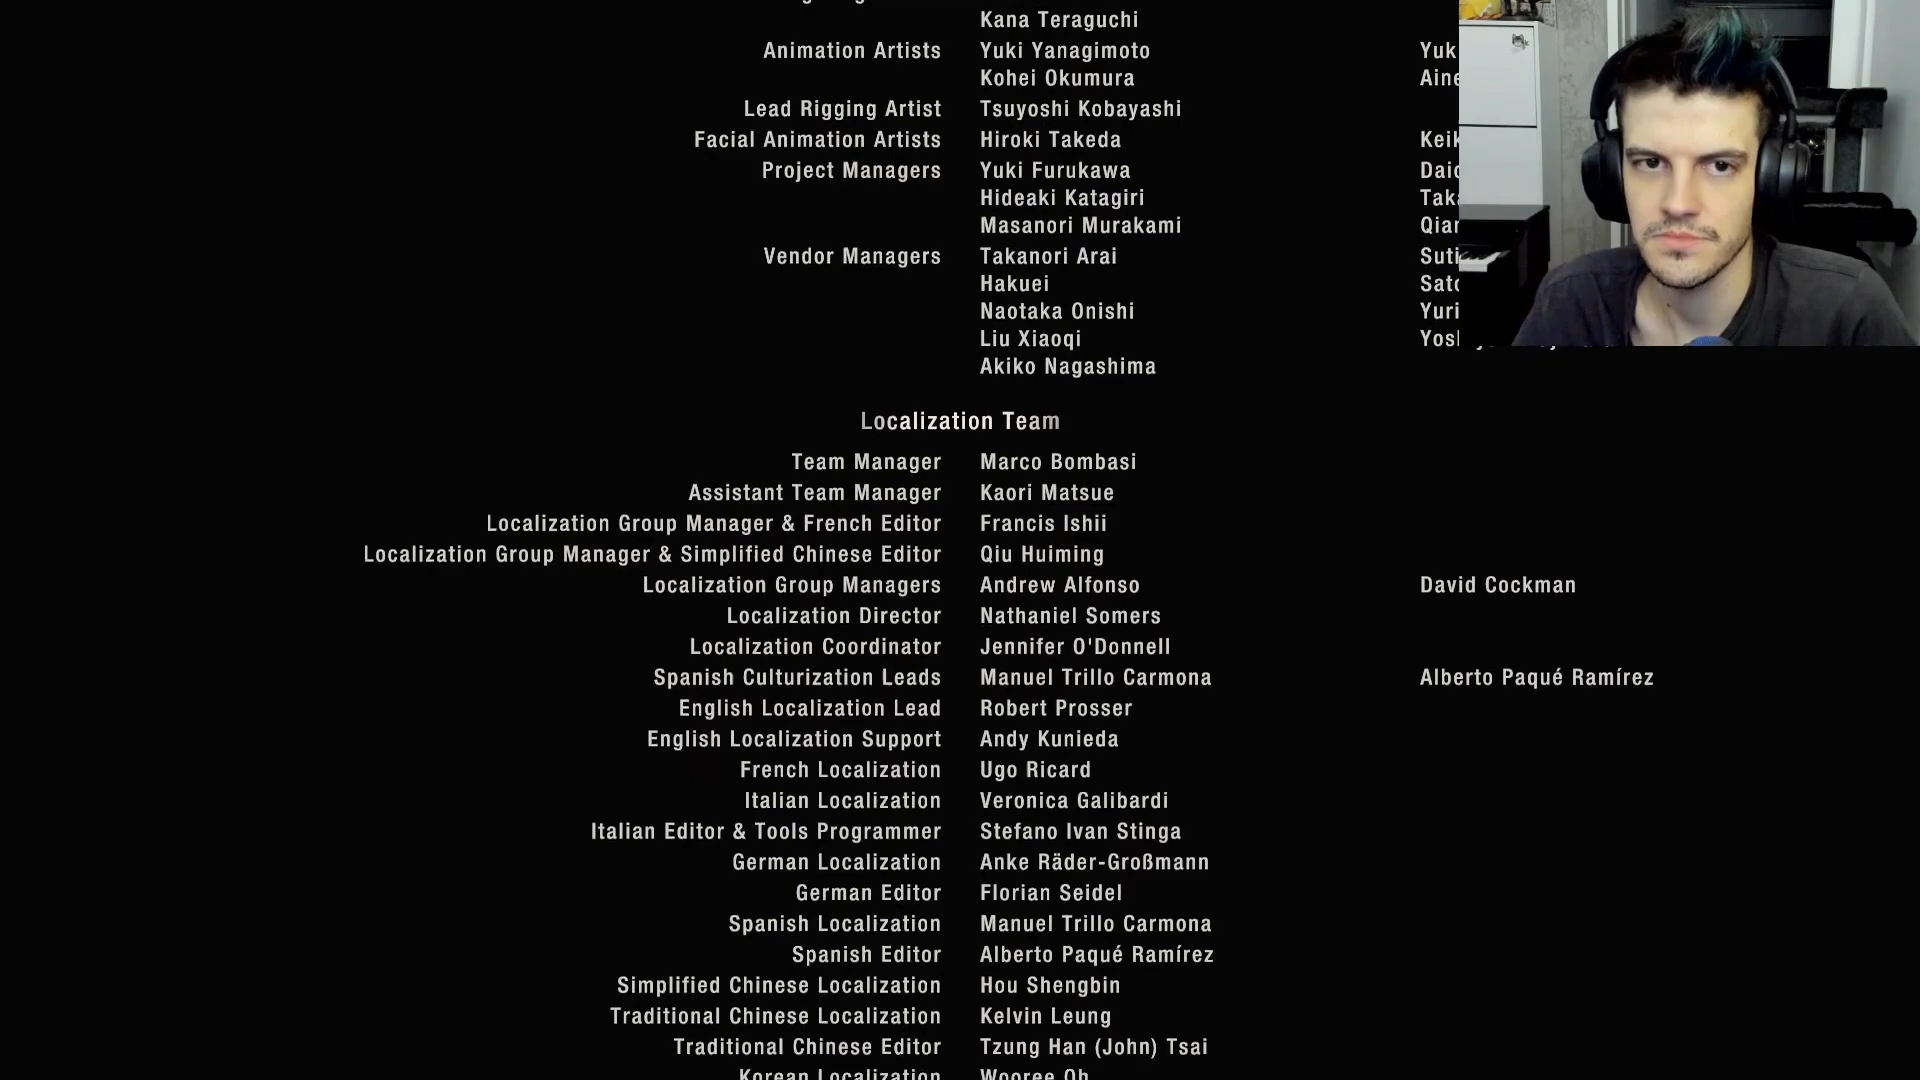 Kana Teraguchi
Animation Artists Yuki Yanagimoto
Kohei Okumura
Lead Rigging Artist Tsuyoshi Kobayashi
Facial Animation Artists Hiroki Takeda
Project Managers Yuki Furukawa
Hideaki Katagiri
Masanori Murakami
Vendor Managers Takanori Arai
Hakuei
Naotaka Onishi
Liu Xiaoqi
Akiko Nagashima
Localization Team
Team Manager Marco Bombasi
Assistant Team Manager Kaori Matsue
Localization Group Manager & French Editor Francis Ishii
Localization Group Manager & Simplified Chinese Editor Qiu Huiming
Localization Group Managers Andrew Alfonso David Cockman
Localization Director Nathaniel Somers
Localization Coordinator Jennifer O'Donnell
Spanish Culturization Leads Manuel Trillo Carmona Alberto Paqué Ramírez
English Localization Lead Robert Prosser
English Localization Support Andy Kunieda
French Localization Ugo Ricard
Italian Localization Veronica Galibardi
Italian Editor & Tools Programmer Stefano Ivan Stinga
German Localization Anke Räder-Großmann
German Editor Florian Seidel
Spanish Localization Manuel Trillo Carmona
Spanish Editor Alberto Paqué Ramírez
Simplified Chinese Localization Hou Shengbin
Traditional Chinese Localization Kelvin Leung
Traditional Chinese Editor Tzung Han (John) Tsai
Korean Localization Wooree Oh